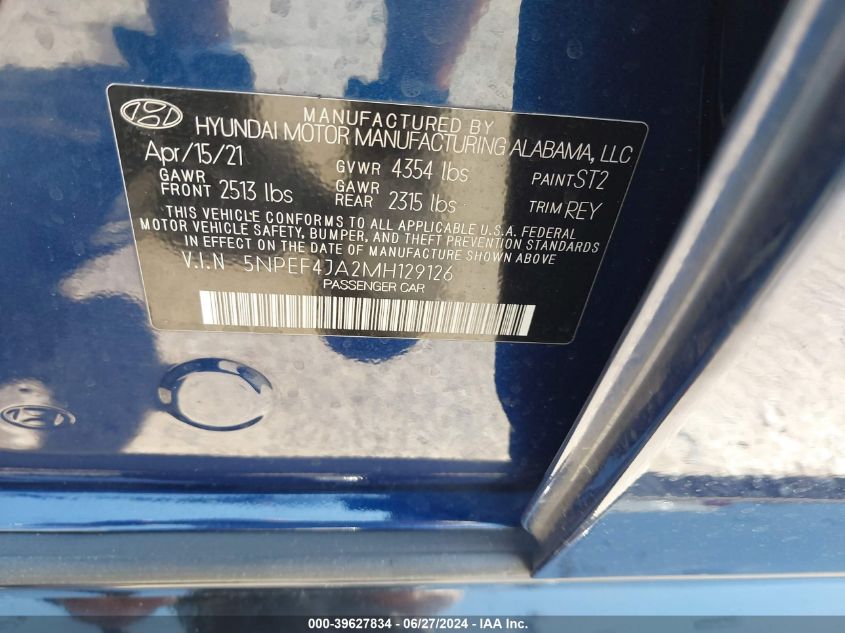 MANUFACTURED BY
HYUNDAI MOTOR MANUFACTURING ALABAMA, LLC
Apr/15/21 GVWR 4354 lbs PAINT ST2
GAWR FRONT 2513 lbs GAWR REAR 2315 lbs TRIM REY
THIS VEHICLE CONFORMS TO ALL APPLICABLE U.S.A. FEDERAL
MOTOR VEHICLE SAFETY, BUMPER, AND THEFT PREVENTION STANDARDS
IN EFFECT ON THE DATE OF MANUFACTURE SHOWN ABOVE.
V.I.N 5NPEF4JA2MH129126
PASSENGER CAR
000-39627834 - 06/27/2024 - IAA Inc.